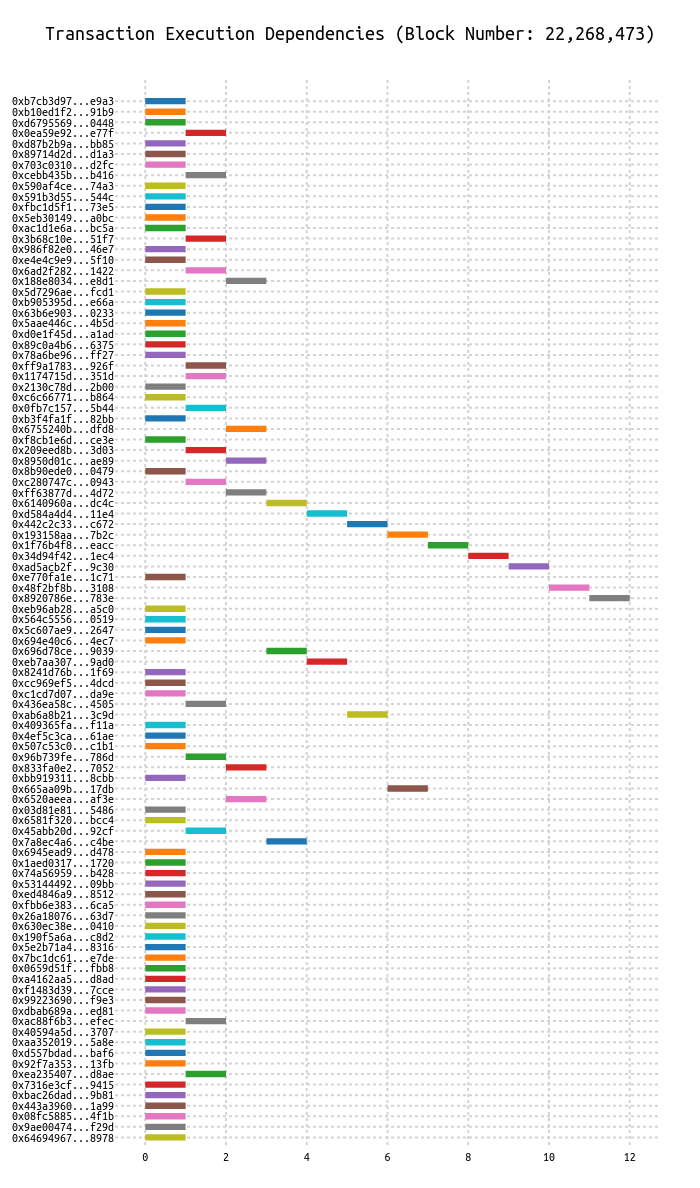 Transaction Execution Dependencies (Block Number: 22,268,473)
0xb7cb3d97...e9a3
0xb10ed1f2...91b9
0xd6795569...0448
0x0ea59e92...e77f
0xd87b2b9a...bb85
0x89714d2d...d1a3
0x703c0310...d2fc
0xcebb435b...b416
0x590af4ce...74a3
0x591b3d55...544c
0xfbc1d5f1...73e5
0x5eb30149...a0bc
0xac1d1e6a...bc5a
0x3b68c10e...51f7
0x986f82e0...46e7
0xe4e4c9e9...5f10
0x6ad2f282...1422
0x188e8034...e8d1
0x5d7296ae...fcd1
0xb905395d...e66a
0x63b6e903...0233
0x5aae446c...4b5d
0xd0e1f45d...a1ad
0x89c0a4b6...6375
0x78a6be96...ff27
0xff9a1783...926f
0x1174715d...351d
0x2130c78d...2b00
0xc6c66771...b864
0x0fb7c157...5b44
0xb3f4fa1f...82bb
0x6755240b...dfd8
0xf8cb1e6d...ce3e
0x209eed8b...3d03
0x8950d01c...ae89
0x8b90ede0...0479
0xc280747c...0943
0xff63877d...4d72
0x6140960a...dc4c
0xd584a4d4...11e4
0x442c2c33...c672
0x193158aa...7b2c
0x1f76b4f8...eacc
0x34d94f42...1ec4
0xad5acb2f...9c30
0xe770fa1e...1c71
0x48f2bf8b...3108
0x8920786e...783e
0xeb96ab28...a5c0
0x564c5556...0519
0x5c607ae9...2647
0x694e40c6...4ec7
0x696d78ce...9039
0xeb7aa307...9ad0
0x8241d76b...1f69
0xcc969ef5...4dcd
0xc1cd7d07...da9e
0x436ea58c...4505
0xab6a8b21...3c9d
0x409365fa...f11a
0x4ef5c3ca...61ae
0x507c53c0...c1b1
0x96b739fe...786d
0x833fa0e2...7052
0xbb919311...8cbb
0x665aa09b...17db
0x6520aeea...af3e
0x03d81e81...5486
0x6581f320...bcc4
0x45abb20d...92cf
0x7a8ec4a6...c4be
0x6945ead9...d478
0x1aed0317...1720
0x74a56959...b428
0x53144492...09bb
0xed4846a9...8512
0xfbb6e383...6ca5
0x26a18076...63d7
0x630ec38e...0410
0x190f5a6a...c8d2
0x5e2b71a4...8316
0x7bc1dc61...e7de
0x0659d51f...fbb8
0xa4162aa5...d8ad
0xf1483d39...7cce
0x99223690...f9e3
0xdbab689a...ed81
0xac88f6b3...efec
0x40594a5d...3707
0xaa352019...5a8e
0xd557bdad...baf6
0x92f7a353...13fb
0xea235407...d8ae
0x7316e3cf...9415
0xbac26dad...9b81
0x443a3960...1a99
0x08fc5885...4f1b
0x9ae00474...f29d
0x64694967...8978
0 2 4 6 8 10 12